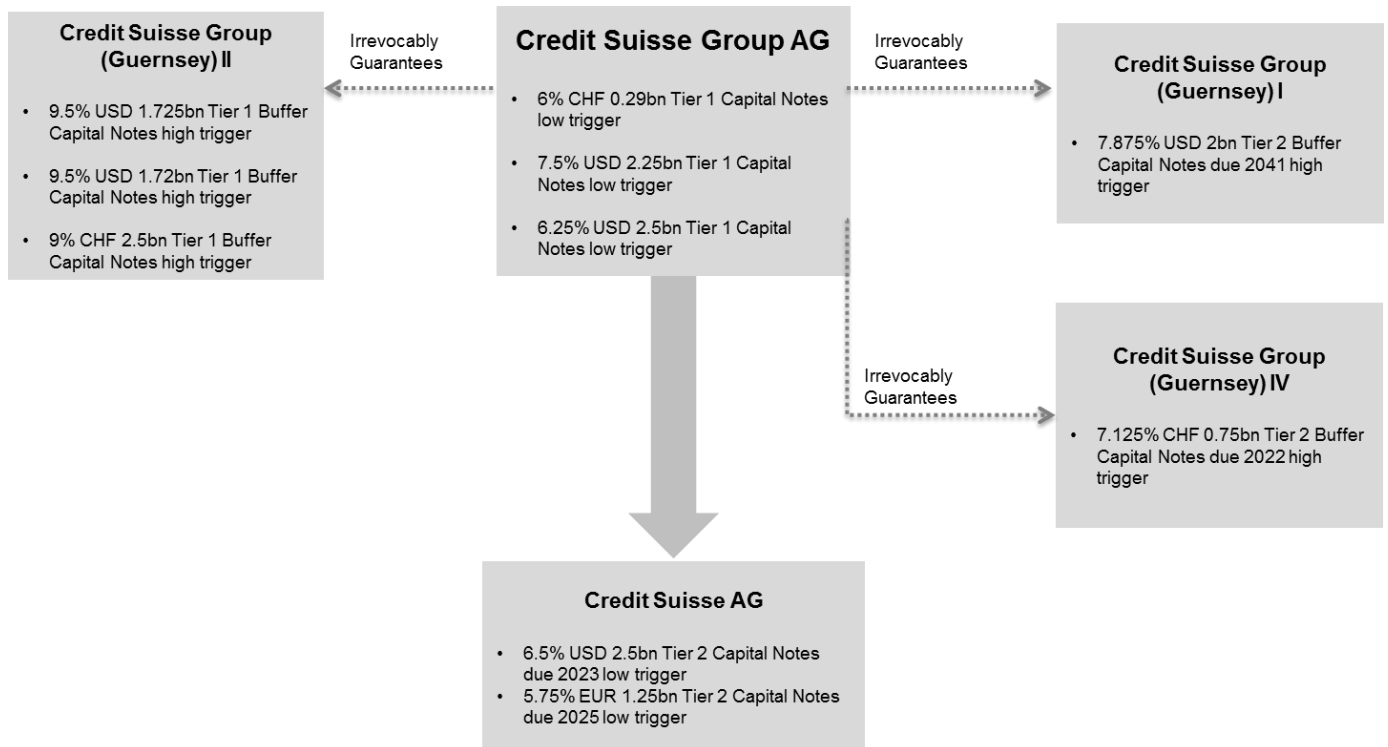 Credit Suisse Group
(Guernsey) II
• 9.5% USD 1.725bn Tier 1 Buffer
Capital Notes high trigger
• 9.5% USD 1.72bn Tier 1 Buffer
Capital Notes high trigger
• 9% CHF 2.5bn Tier 1 Buffer
Capital Notes high trigger
Irrevocably
Guarantees
Credit Suisse Group AG
• 6% CHF 0.29bn Tier 1 Capital Notes
low trigger
• 7.5% USD 2.25bn Tier 1 Capital
Notes low trigger
• 6.25% USD 2.5bn Tier 1 Capital
Notes low trigger
Irrevocably
Guarantees
Credit Suisse Group
(Guernsey) I
• 7.875% USD 2bn Tier 2 Buffer
Capital Notes due 2041 high
trigger
Irrevocably
Guarantees
Credit Suisse Group
(Guernsey) IV
• 7.125% CHF 0.75bn Tier 2 Buffer
Capital Notes due 2022 high
trigger
Credit Suisse AG
• 6.5% USD 2.5bn Tier 2 Capital Notes
due 2023 low trigger
• 5.75% EUR 1.25bn Tier 2 Capital Notes
due 2025 low trigger